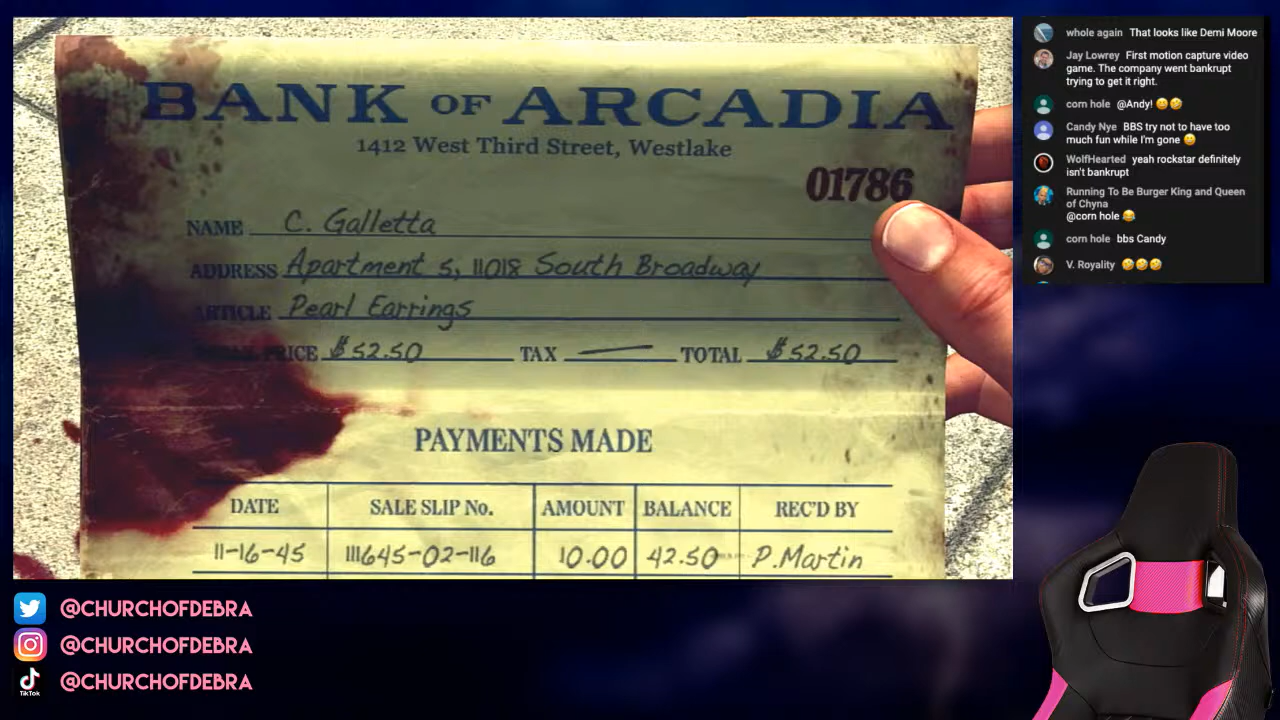 BANK OF ARCADIA
1412 West Third Street, Westlake
01786
NAME C. Galletta
ADDRESS Apartment 5, 11018 South Broadway
ARTICLE Pearl Earrings
PRICE $52.50 TAX — TOTAL $52.50
PAYMENTS MADE
DATE SALE SLIP No. AMOUNT BALANCE REC'D BY
11-16-45 111645-02-116 10.00 42.50 P. Martin
whole again That looks like Demi Moore
Jay Lowrey First motion capture video
game. The company went bankrupt
trying to get it right.
corn hole @Andy! 😀🤣
Candy Nye BBS try not to have too
much fun while I'm gone 😀
WolfHearted yeah rockstar definitely
isn't bankrupt
Running To Be Burger King and Queen
of Chyna
@corn hole 😂
corn hole bbs Candy
V. Royality 🤣🤣🤣
@CHURCHOFDEBRA
@CHURCHOFDEBRA
TikTok @CHURCHOFDEBRA